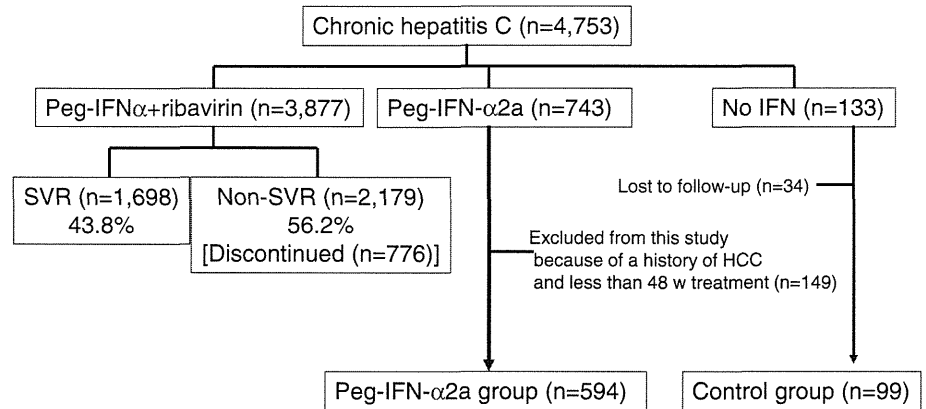 Chronic hepatitis C (n=4,753)
Peg-IFNα+ribavirin (n=3,877)
Peg-IFN-α2a (n=743)
No IFN (n=133)
SVR (n=1,698)
43.8%
Non-SVR (n=2,179)
56.2%
[Discontinued (n=776)]
Lost to follow-up (n=34)
Excluded from this study
because of a history of HCC
and less than 48 w treatment (n=149)
Peg-IFN-α2a group (n=594)
Control group (n=99)